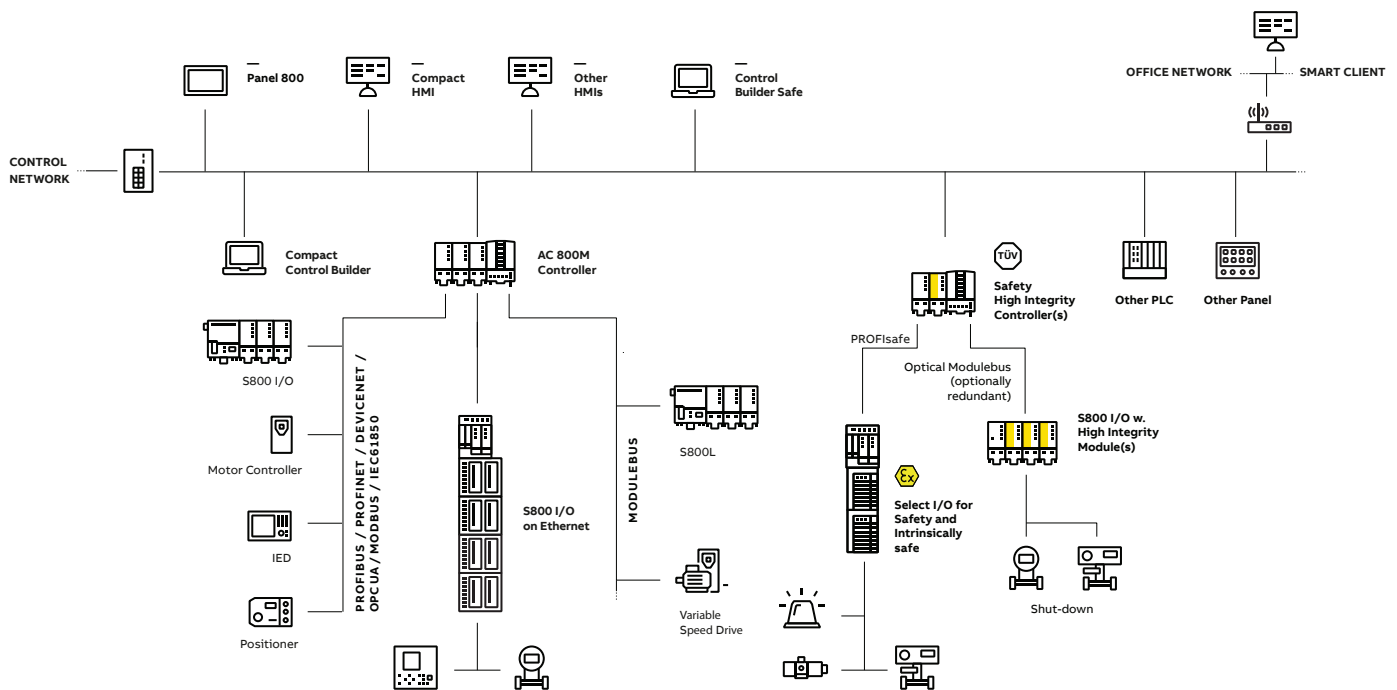 OFFICE NETWORK
SMART CLIENT
Panel 800
Compact
HMI
Other
HMIs
Control
Builder Safe
CONTROL
NETWORK
Compact
Control Builder
AC 800M
Controller
TÜV
Safety
High Integrity
Controller(s)
Other PLC
Other Panel
S800 I/O
PROFIsafe
Optical Modulebus
(optionally
redundant)
Motor Controller
IED
Positioner
PROFIBUS / PROFINET / DEVICENET /
OPCUA/MODBUS / IEC61850
S800 I/O
on Ethernet
MODULEBUS
S800L
Variable
Speed Drive
Ex
Select I/O for
Safety and
Intrinsically
safe
S800 I/O w.
High Integrity
Module(s)
Shut-down